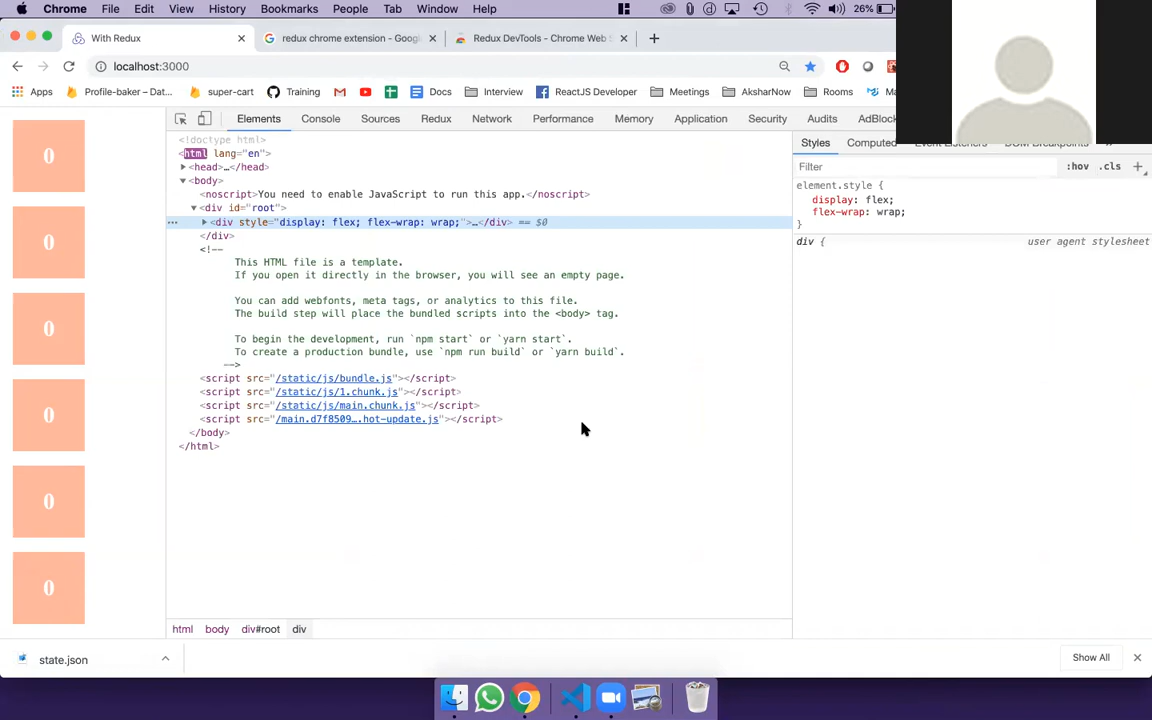 Chrome File Edit View History Bookmarks People Tab Window Help 26%
With Redux redux chrome extension - Goog Redux DevTools - Chrome Web
localhost:3000
Apps Profile-baker – Dat... super-cart Training Docs Interview ReactJS Developer Meetings AksharNow Rooms
Elements Console Sources Redux Network Performance Memory Application Security Audits AdBloc
<!doctype html>
<html lang="en">
<head>…</head>
<body>
<noscript>You need to enable JavaScript to run this app.</noscript>
<div id="root">
<div style="display: flex; flex-wrap: wrap;">…</div> == $0
</div>
<!--
This HTML file is a template.
If you open it directly in the browser, you will see an empty page.
You can add webfonts, meta tags, or analytics to this file.
The build step will place the bundled scripts into the <body> tag.
To begin the development, run `npm start` or `yarn start`.
To create a production bundle, use `npm run build` or `yarn build`.
-->
<script src="/static/js/bundle.js"></script>
<script src="/static/js/1.chunk.js"></script>
<script src="/static/js/main.chunk.js"></script>
<script src="/main.d7f8509….hot-update.js"></script>
</body>
</html>
html body div#root div
0
0
0
0
0
0
Styles Computed Event Listeners DOM Breakpoints
Filter :hov .cls
element.style {
display: flex;
flex-wrap: wrap;
}
div { user agent stylesheet
state.json Show All